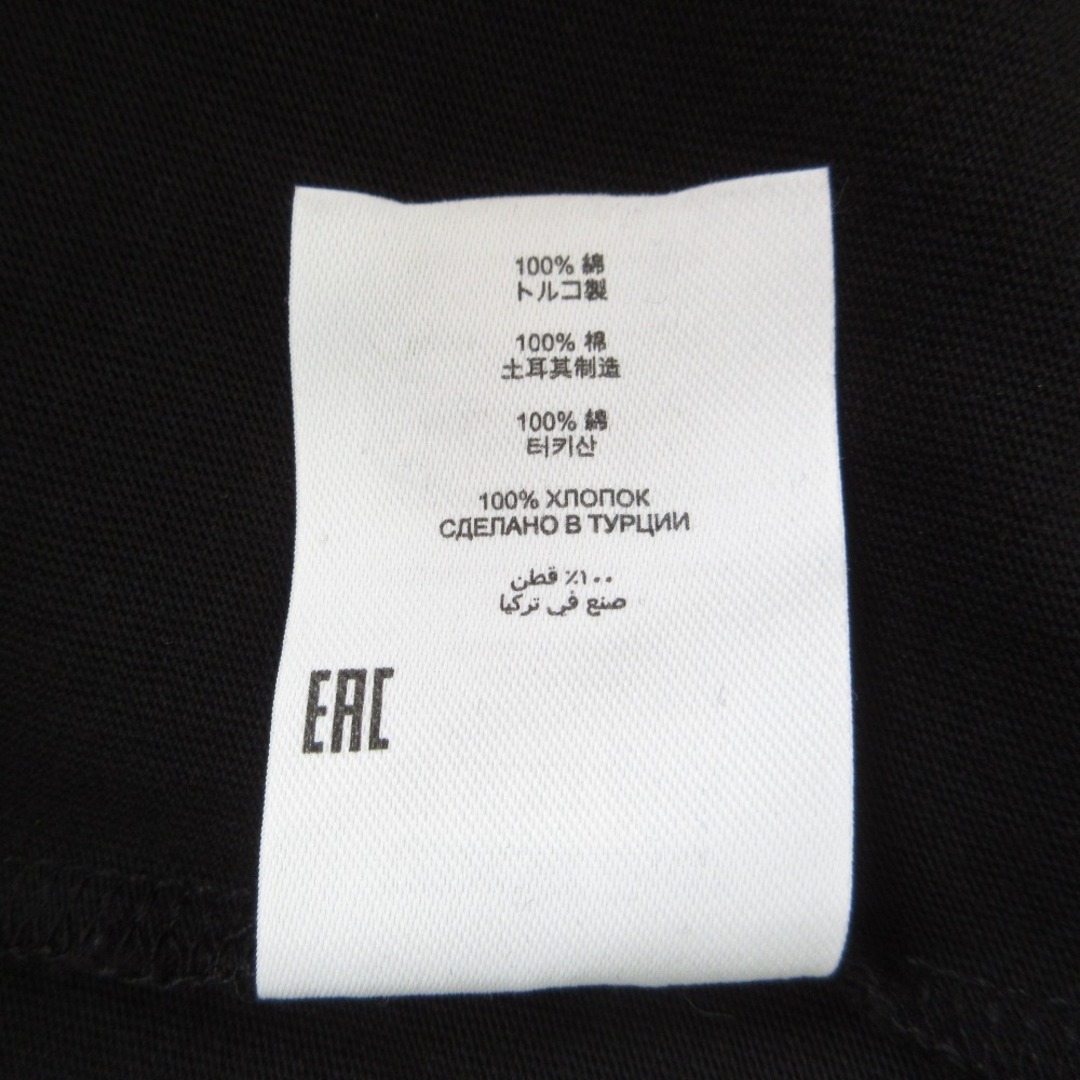 100% 綿
トルコ製
100% 棉
土耳其制造
100% 綿
터키산
100% ХЛОПОК
СДЕЛАНО В ТУРЦИИ
١٠٠٪ قطن
صنع في تركيا
EAC